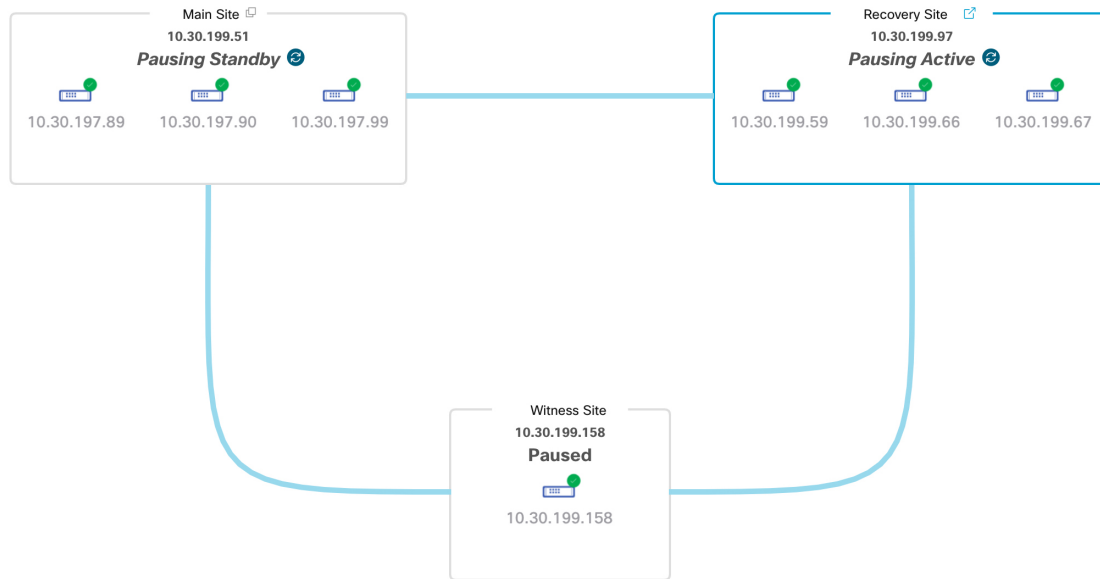 Main Site
10.30.199.51
Pausing Standby
10.30.197.89 10.30.197.90 10.30.197.99
Recovery Site
10.30.199.97
Pausing Active
10.30.199.59 10.30.199.66 10.30.199.67
Witness Site
10.30.199.158
Paused
10.30.199.158